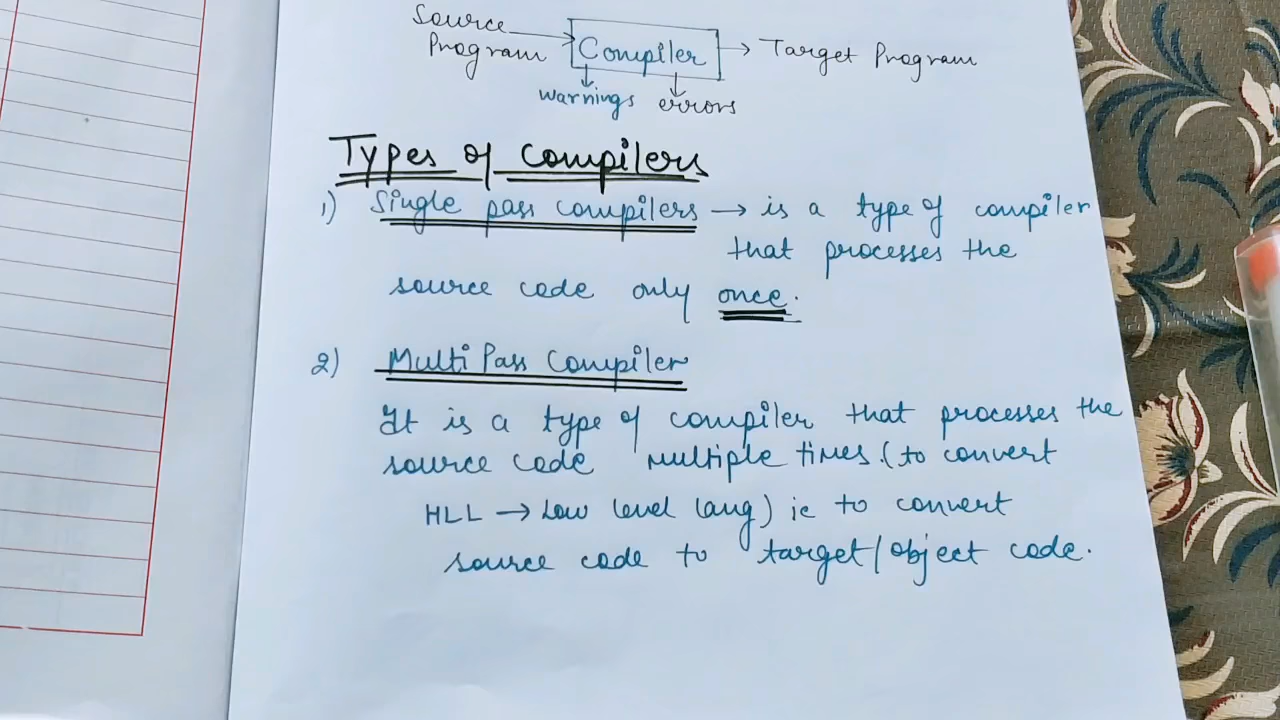 Source
Program → Compiler → Target Program
warnings errors
Types of Compilers
1) Single pass compilers → is a type of compiler
that processes the
source code only once.
2) Multi Pass Compiler
It is a type of compiler that processes the
source code multiple times. (to convert
HLL → Low level lang) ie to convert
source code to target/object code.